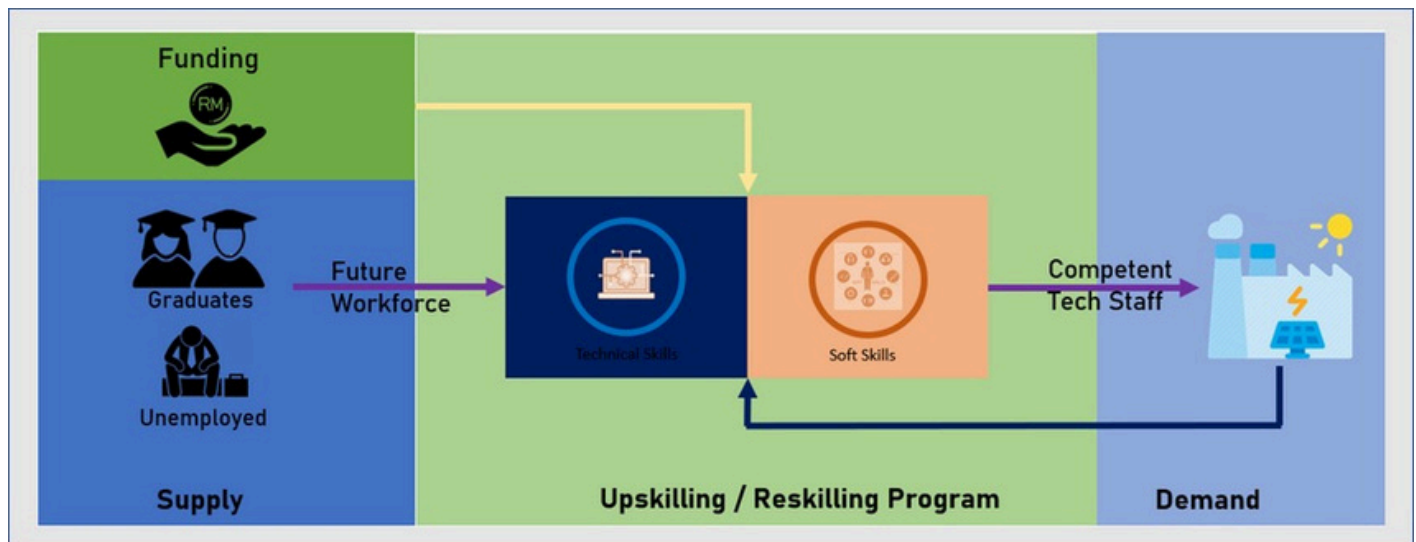 Funding
RM
Graduates
Unemployed
Supply
Future
Workforce
Technical Skills
Soft Skills
Upskilling / Reskilling Program
Competent
Tech Staff
Demand